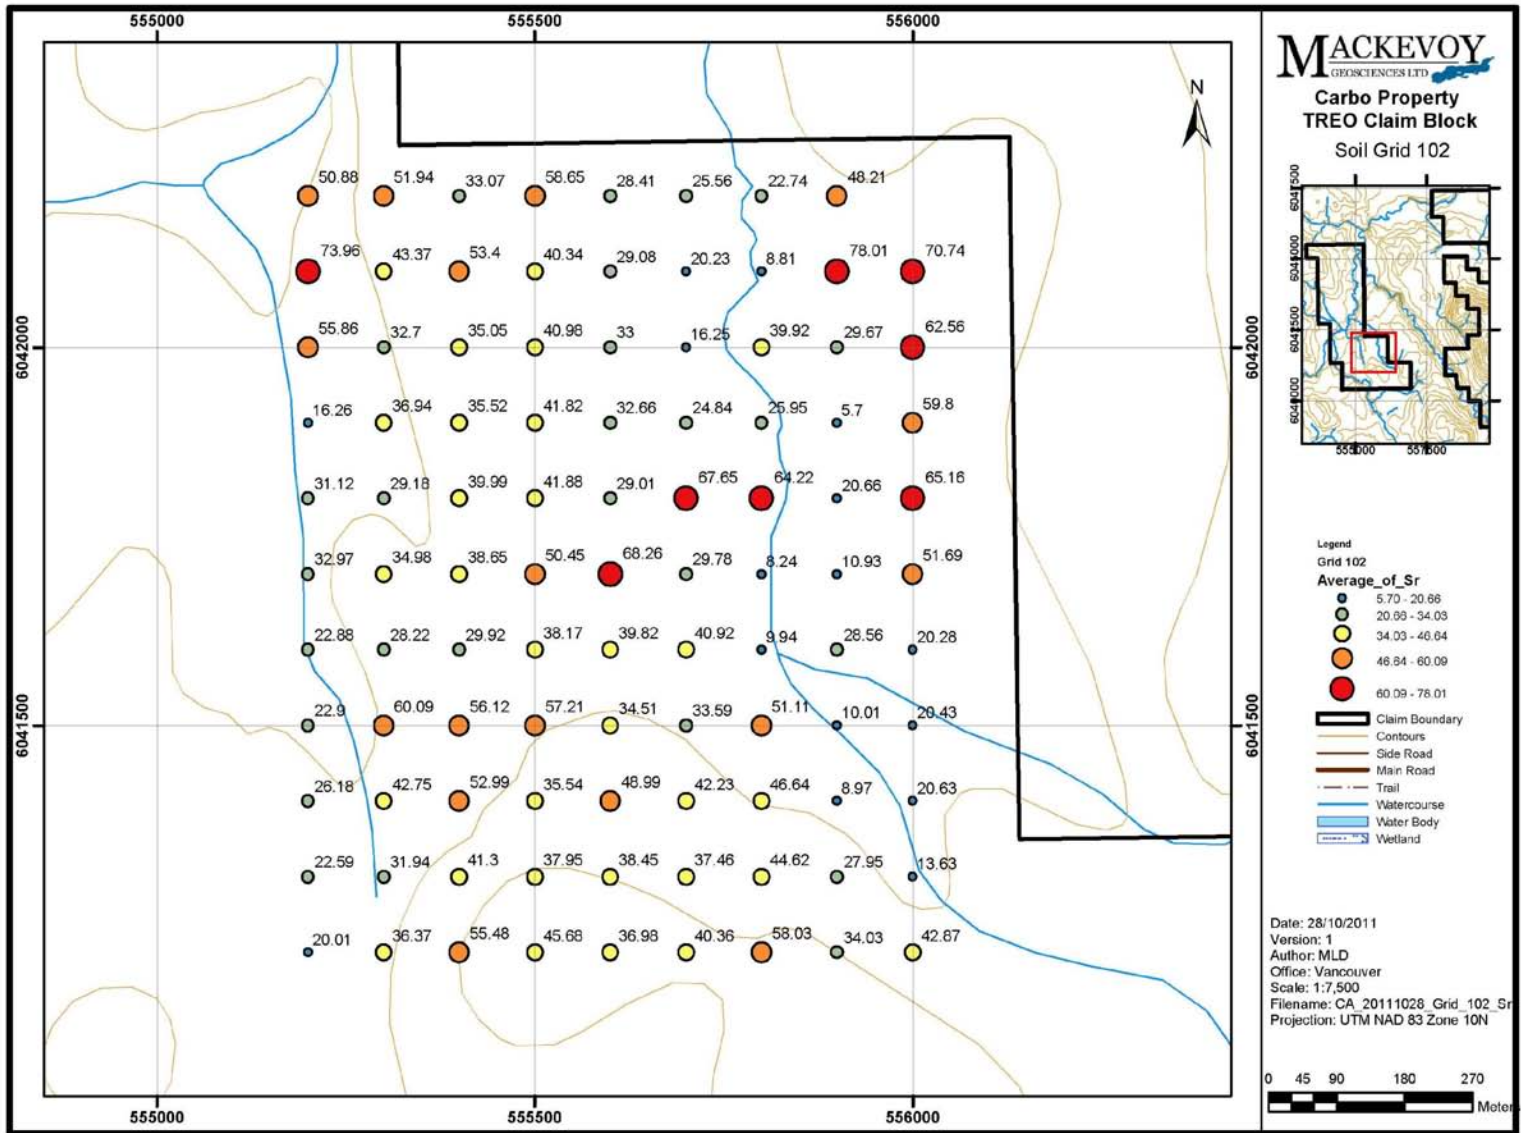 555000 555500 556000
MACKEVOY
GEOSCIENCES LTD
Carbo Property
TREO Claim Block
Soil Grid 102
N
50.88 51.94 33.07 58.65 28.41 25.56 22.74 48.21
73.96 43.37 53.4 40.34 29.08 20.23 8.81 78.01 70.74
55.86 32.7 35.05 40.98 33 16.25 39.92 29.67 62.56
6042000 6042000
16.26 36.94 35.52 41.82 32.66 24.84 25.95 5.7 59.8
31.12 29.18 39.99 41.88 29.01 67.65 64.22 20.66 65.16
32.97 34.98 38.65 50.45 68.26 29.78 8.24 10.93 51.69
22.88 28.22 29.92 38.17 39.82 40.92 9.94 28.56 20.28
22.9 60.09 56.12 57.21 34.51 33.59 51.11 10.01 20.43
6041500 6041500
26.18 42.75 52.99 35.54 48.99 42.23 46.64 8.97 20.63
22.59 31.94 41.3 37.95 38.45 37.46 44.62 27.95 13.63
20.01 36.37 55.48 45.68 36.98 40.36 58.03 34.03 42.87
555000 555500 556000
6047500
6045000
6042500
6040000
555000 557500
Legend
Grid 102
Average_of_Sr
5.70 - 20.66
20.66 - 34.03
34.03 - 46.64
46.64 - 60.09
60.09 - 78.01
Claim Boundary
Contours
Side Road
Main Road
Trail
Watercourse
Water Body
Wetland
Date: 28/10/2011
Version: 1
Author: MLD
Office: Vancouver
Scale: 1:7,500
Filename: CA_20111028_Grid_102_Sr
Projection: UTM NAD 83 Zone 10N
0 45 90 180 270
Meters